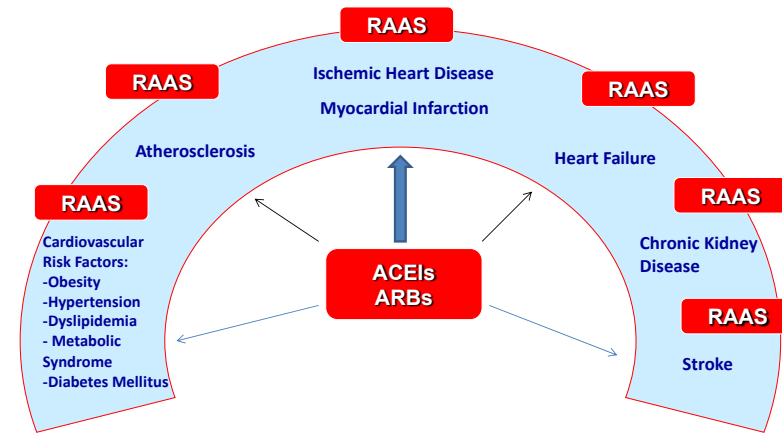 RAAS
Ischemic Heart Disease
Myocardial Infarction
RAAS
Atherosclerosis
RAAS
Heart Failure
RAAS
Cardiovascular
Risk Factors:
-Obesity
-Hypertension
-Dyslipidemia
- Metabolic
Syndrome
-Diabetes Mellitus
ACEIs
ARBs
RAAS
Chronic Kidney
Disease
RAAS
Stroke